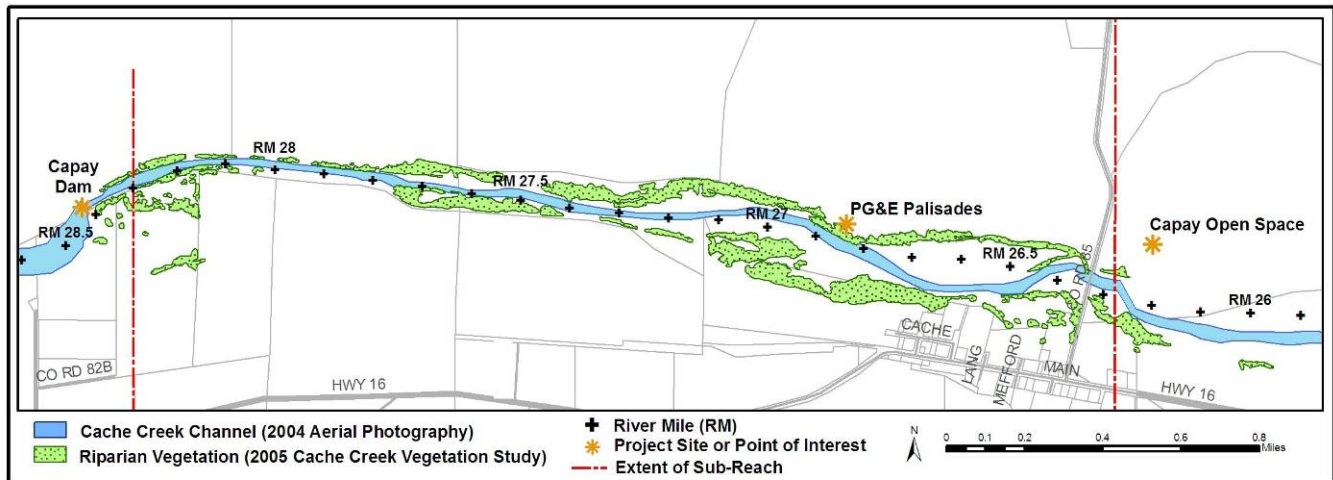 Capay
Dam
RM 28.5
RM 28
RM 27.5
RM 27
PG&E Palisades
RM 26.5
Capay Open Space
RM 26
CO RD 85
CO RD 82B
HWY 16
CACHE
LANG
MEFFORD
MAIN
HWY 16
Cache Creek Channel (2004 Aerial Photography)
Riparian Vegetation (2005 Cache Creek Vegetation Study)
River Mile (RM)
Project Site or Point of Interest
Extent of Sub-Reach
N
0 0.1 0.2 0.4 0.6 0.8
Miles